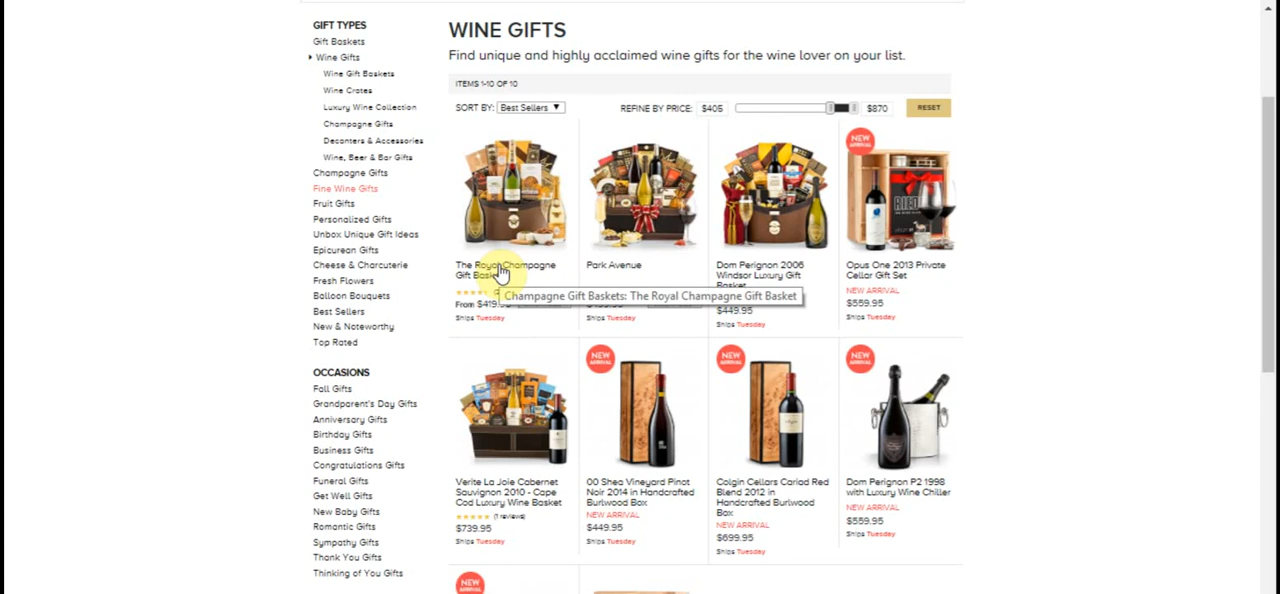 GIFT TYPES
Gift Baskets
Wine Gifts
Wine Gift Baskets
Wine Crates
Luxury Wine Collection
Champagne Gifts
Decanters & Accessories
Wine, Beer & Bar Gifts
Champagne Gifts
Fine Wine Gifts
Fruit Gifts
Personalized Gifts
Unbox Unique Gift Ideas
Epicurean Gifts
Cheese & Charcuterie
Fresh Flowers
Balloon Bouquets
Best Sellers
New & Noteworthy
Top Rated
OCCASIONS
Fall Gifts
Grandparent's Day Gifts
Anniversary Gifts
Birthday Gifts
Business Gifts
Congratulations Gifts
Funeral Gifts
Get Well Gifts
New Baby Gifts
Romantic Gifts
Sympathy Gifts
Thank You Gifts
Thinking of You Gifts
WINE GIFTS
Find unique and highly acclaimed wine gifts for the wine lover on your list.
ITEMS 1-10 OF 10
SORT BY: Best Sellers ▼ REFINE BY PRICE: $405 $870 RESET
The Royal Champagne
Gift
From
Ships Tuesday
Champagne Gift Baskets: The Royal Champagne Gift Basket
Park Avenue
Ships Tuesday
Dom Perignon 2006
Windsor Luxury Gift
Basket
$449.95
Ships Tuesday
NEW
ARRIVAL
RIED
Opus One 2013 Private
Cellar Gift Set
NEW ARRIVAL
$559.95
Ships Tuesday
Verite La Joie Cabernet
Sauvignon 2010 - Cape
Cod Luxury Wine Basket
(1 reviews)
$739.95
Ships Tuesday
NEW
ARRIVAL
00 Shea Vineyard Pinot
Noir 2014 in Handcrafted
Burlwood Box
NEW ARRIVAL
$449.95
Ships Tuesday
NEW
ARRIVAL
Colgin Cellars Cariad Red
Blend 2012 in
Handcrafted Burlwood
Box
NEW ARRIVAL
$699.95
Ships Tuesday
NEW
ARRIVAL
Dom Perignon P2 1998
with Luxury Wine Chiller
NEW ARRIVAL
$559.95
Ships Tuesday
NEW
ARRIVAL